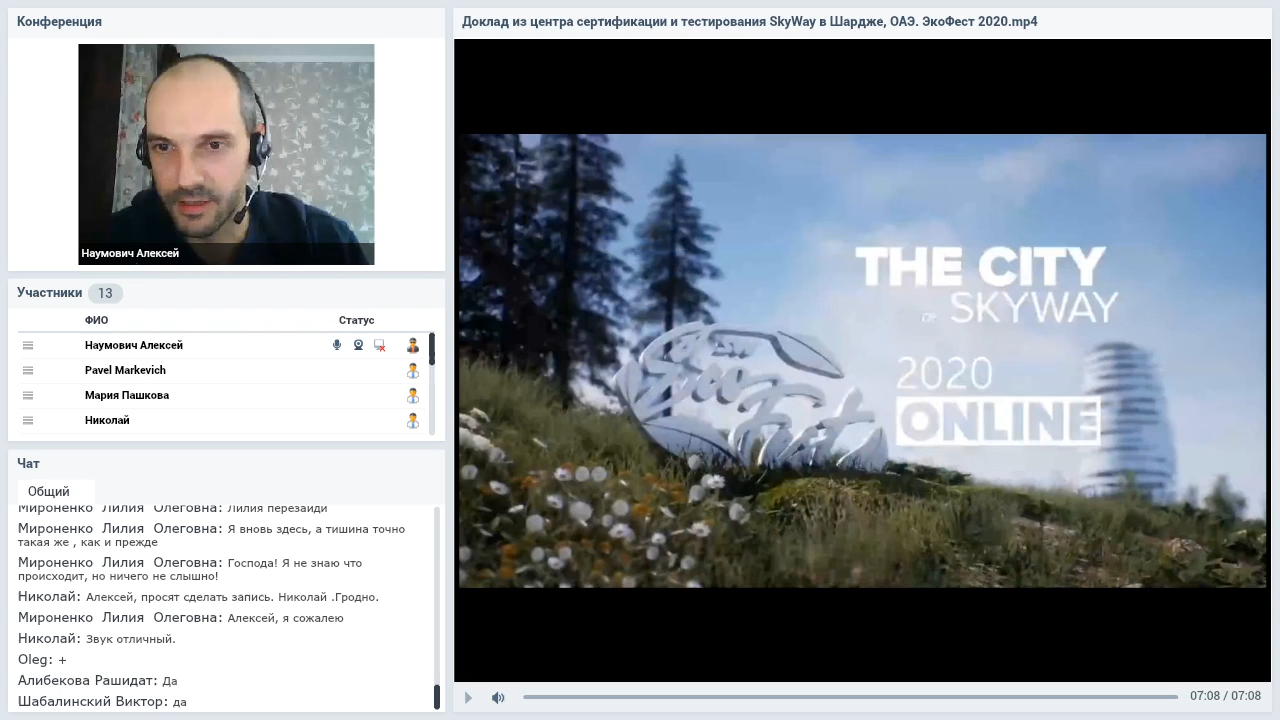 Конференция
Наумович Алексей
Участники 13
ФИО Статус
Наумович Алексей
Pavel Markevich
Мария Пашкова
Николай
Чат
Общий
Мироненко Лилия Олеговна: Лилия перезайди
Мироненко Лилия Олеговна: Я вновь здесь, а тишина точно
такая же , как и прежде
Мироненко Лилия Олеговна: Господа! Я не знаю что
происходит, но ничего не слышно!
Николай: Алексей, просят сделать запись. Николай .Гродно.
Мироненко Лилия Олеговна: Алексей, я сожалею
Николай: Звук отличный.
Oleg: +
Алибекова Рашидат: Да
Шабалинский Виктор: да
Доклад из центра сертификации и тестирования SkyWay в Шардже, ОАЭ. ЭкоФест 2020.mp4
THE CITY
OF SKYWAY
2020
ONLINE
Fest
07:08 / 07:08